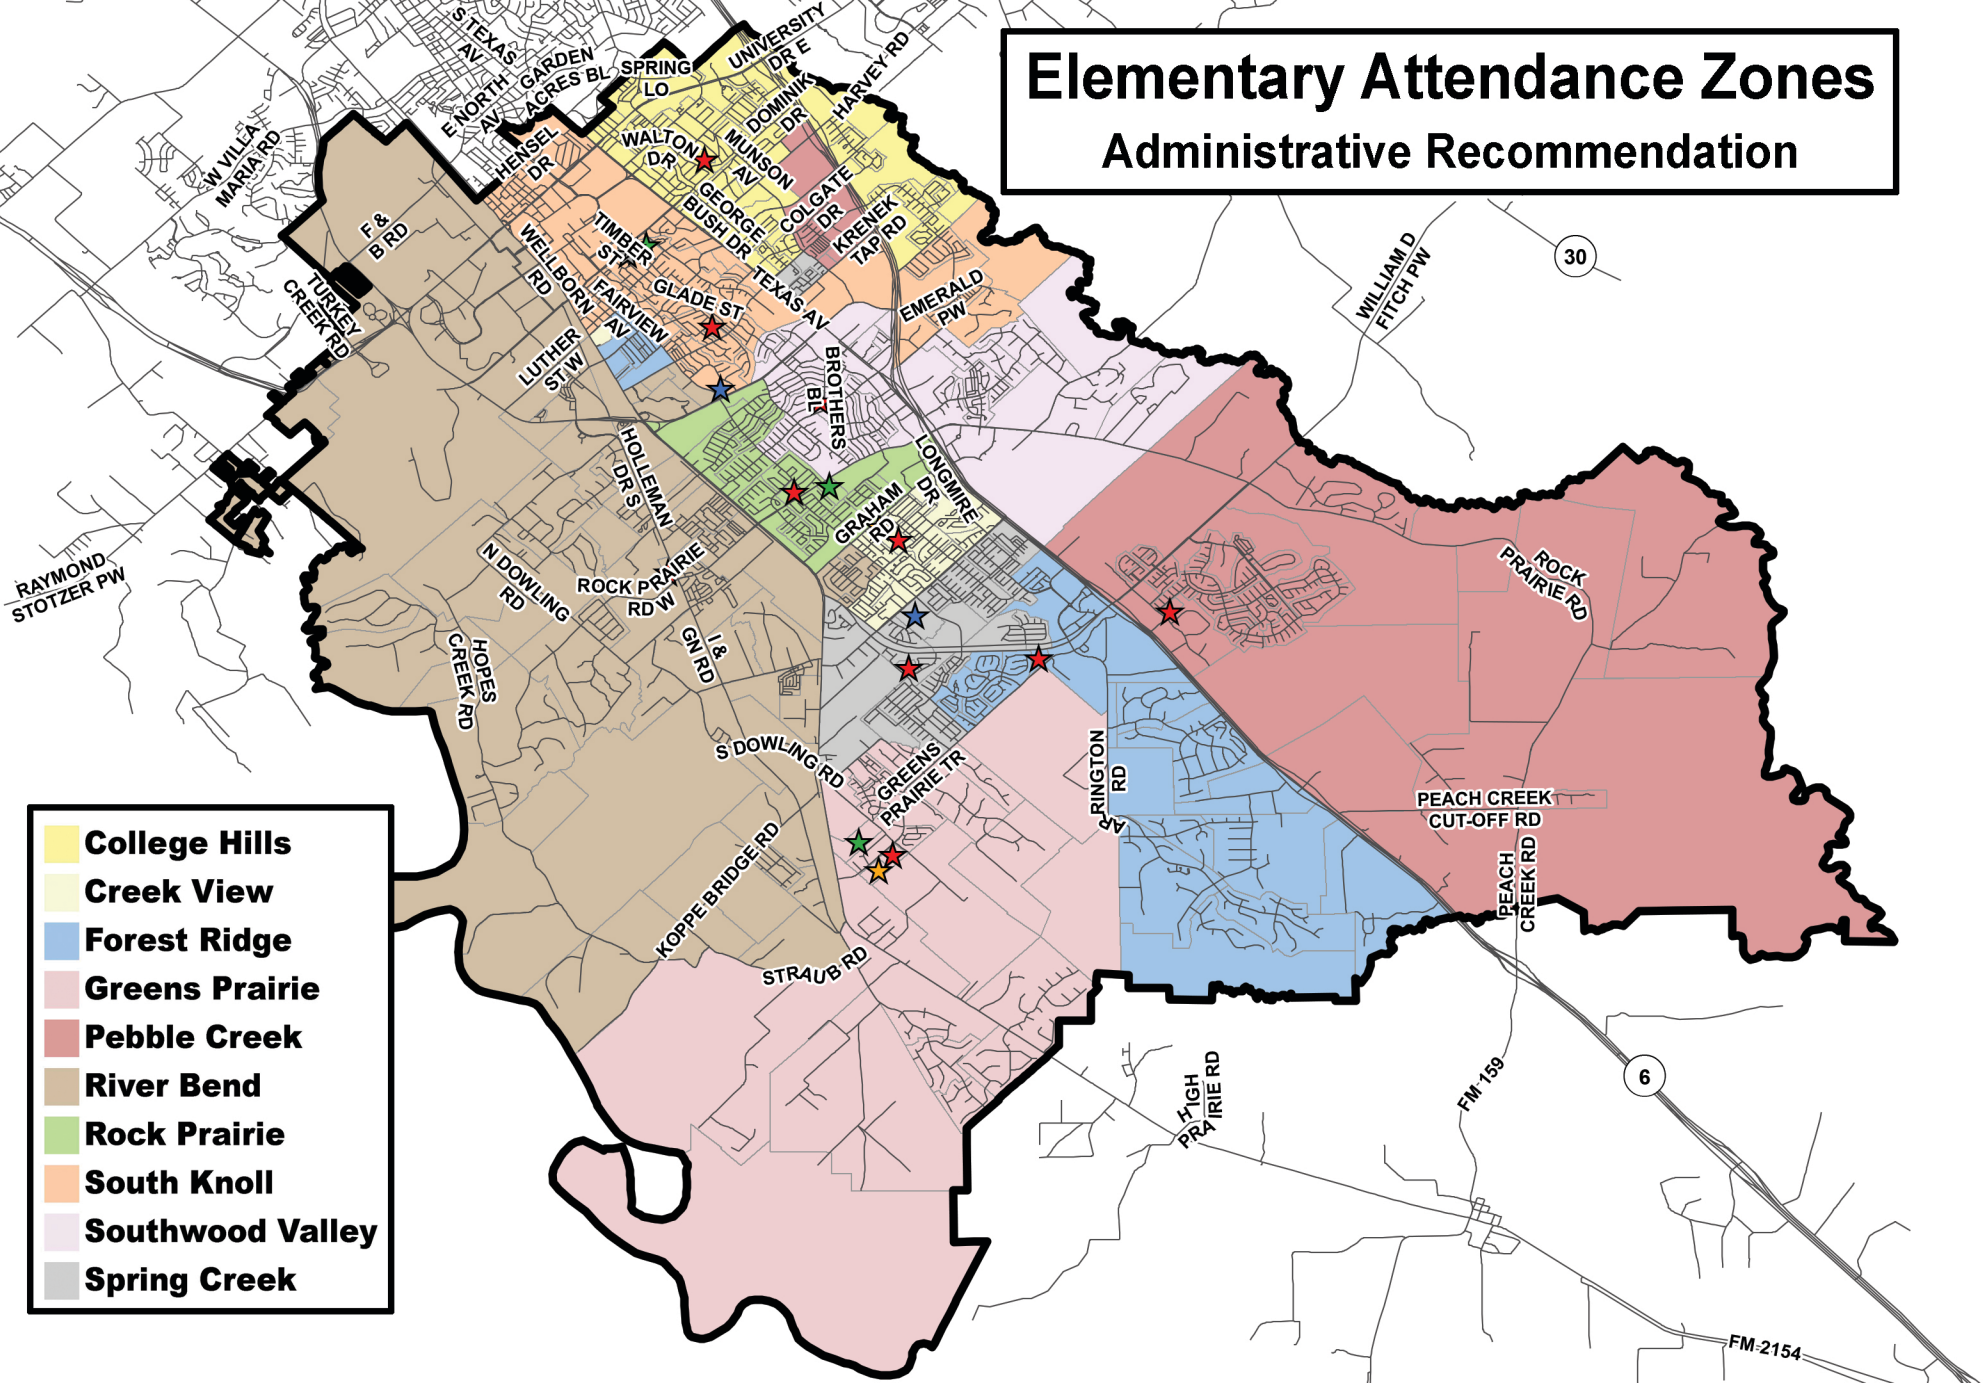 Elementary Attendance Zones
Administrative Recommendation
S TEXAS
AV
GARDEN
ACRES BL
E NORTH
AV
SPRING
LO
UNIVERSITY
DR E
HARVEY RD
DOMINIK
DR
W VILLA
MARIA RD
HENSEL
DR
WALTON
DR
MUNSON
AV
COLGATE
DR
GEORGE
BUSH DR
KRENEK
TAP RD
F &
B RD
TIMBER
ST
WELLBORN
RD
TURKEY
CREEK RD
FAIRVIEW
AV
GLADE ST
TEXAS AV
EMERALD
PW
WILLIAM D
FITCH PW
30
LUTHER
ST W
BROTHERS
BL
HOLLEMAN
DR S
LONGMIRE
DR
GRAHAM
RD
RAYMOND
STOTZER PW
N DOWLING
RD
ROCK PRAIRIE
RD W
ROCK
PRAIRIE RD
HOPES
CREEK RD
I &
GN RD
S DOWLING RD
GREENS
PRAIRIE TR
ARRINGTON
RD
PEACH CREEK
CUT-OFF RD
PEACH
CREEK RD
KOPPE BRIDGE RD
STRAUB RD
HIGH
PRAIRIE RD
FM 159
6
FM 2154
College Hills
Creek View
Forest Ridge
Greens Prairie
Pebble Creek
River Bend
Rock Prairie
South Knoll
Southwood Valley
Spring Creek